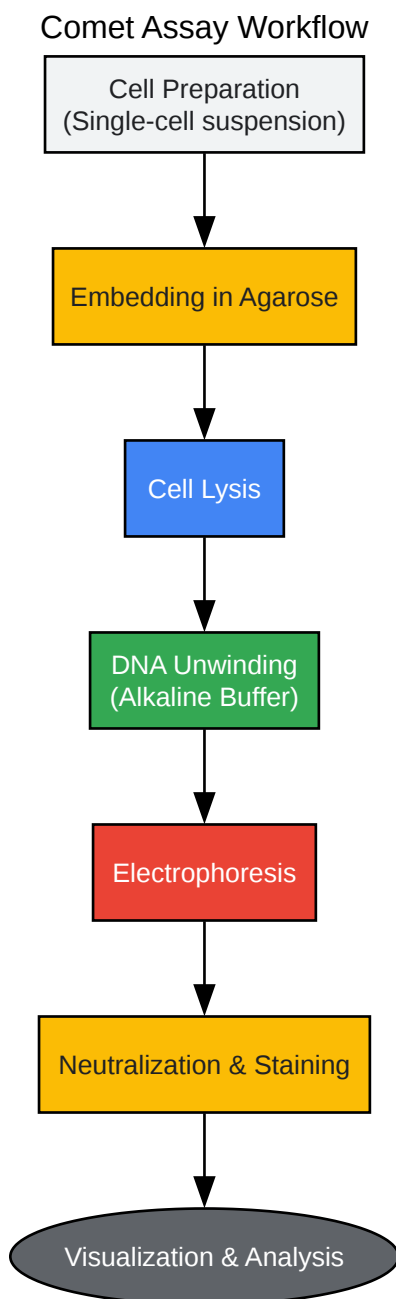 Comet Assay Workflow
Cell Preparation
(Single-cell suspension)
Embedding in Agarose
Cell Lysis
DNA Unwinding
(Alkaline Buffer)
Electrophoresis
Neutralization & Staining
Visualization & Analysis